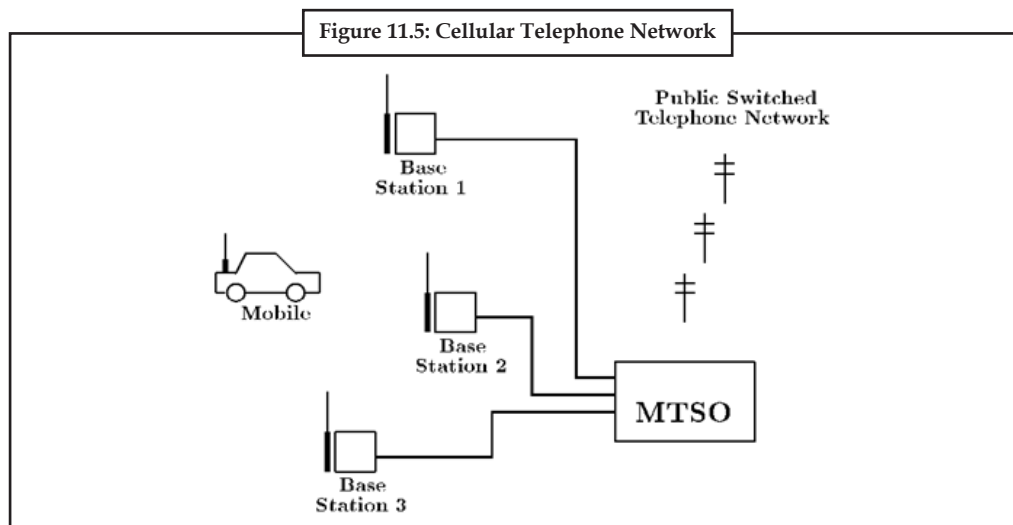 Figure 11.5: Cellular Telephone Network
Public Switched
Telephone Network
Base
Station 1
Mobile
Base
Station 2
MTSO
Base
Station 3